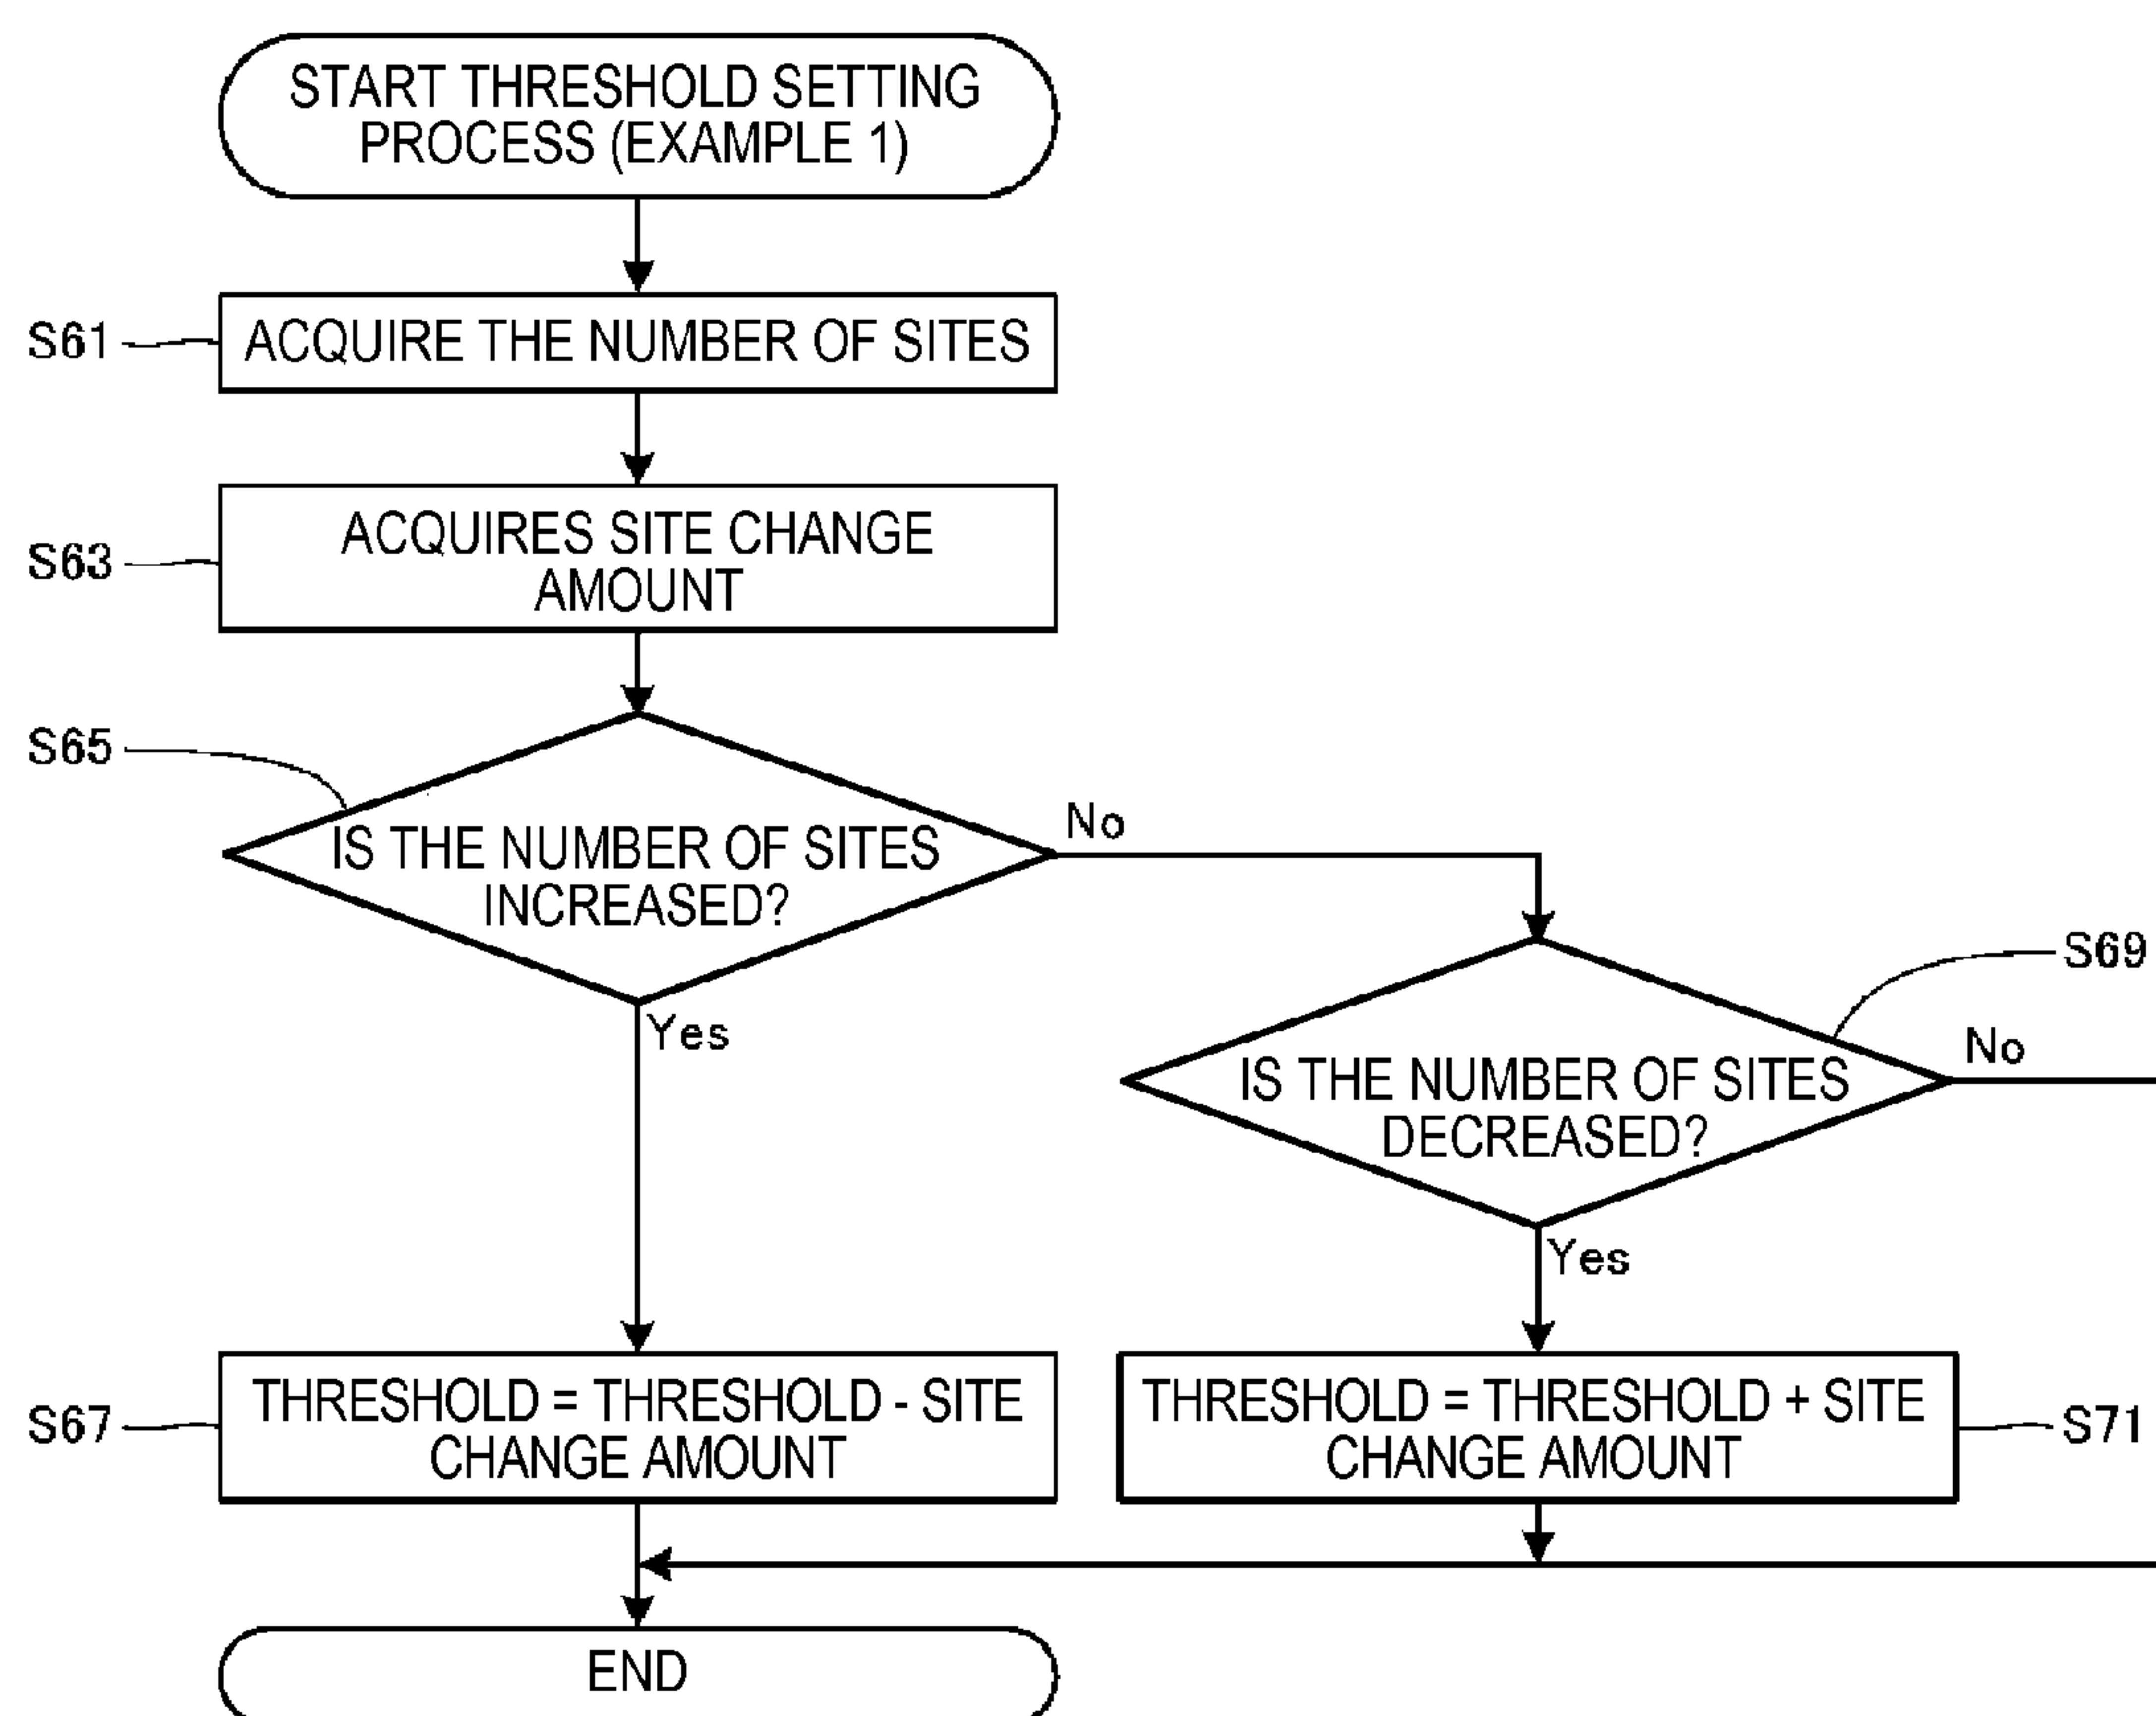 START THRESHOLD SETTING
PROCESS (EXAMPLE 1)
S61
ACQUIRE THE NUMBER OF SITES
S63
ACQUIRES SITE CHANGE
AMOUNT
S65
IS THE NUMBER OF SITES
INCREASED?
No
Yes
S69
IS THE NUMBER OF SITES
DECREASED?
No
Yes
S67
THRESHOLD = THRESHOLD - SITE
CHANGE AMOUNT
THRESHOLD = THRESHOLD + SITE
CHANGE AMOUNT
S71
END